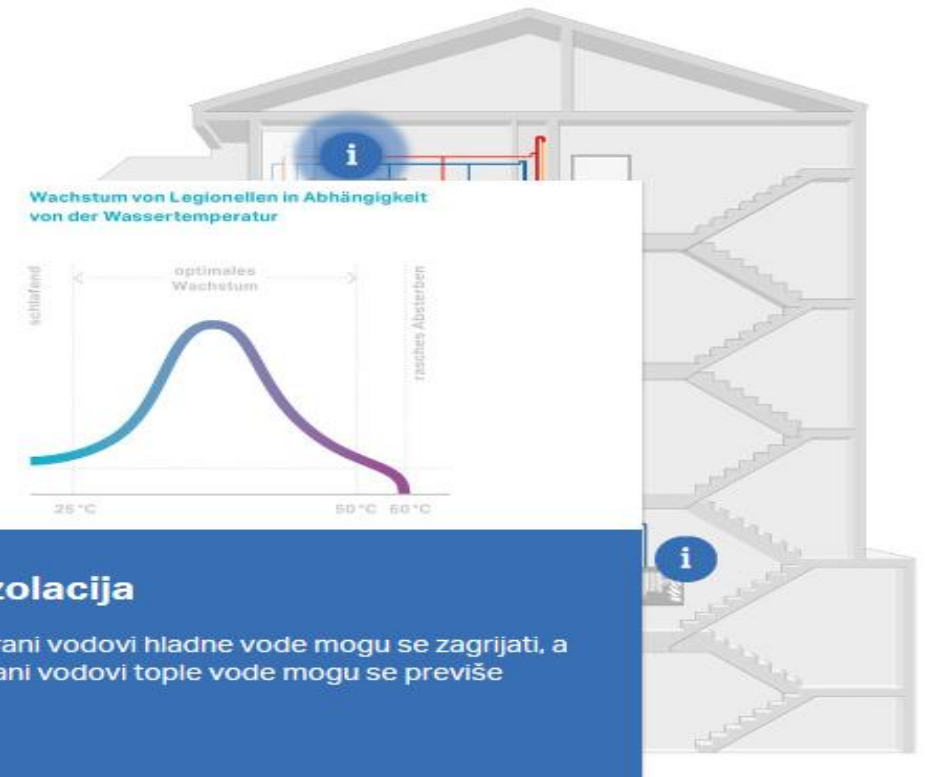 i
Wachstum von Legionellen in Abhängigkeit
von der Wassertemperatur
schlafend
optimales
Wachstum
rasches Absterben
25 °C
50 °C 60 °C
i
zolacija
rani vodovi hladne vode mogu se zagrijati, a
ani vodovi tople vode mogu se previše